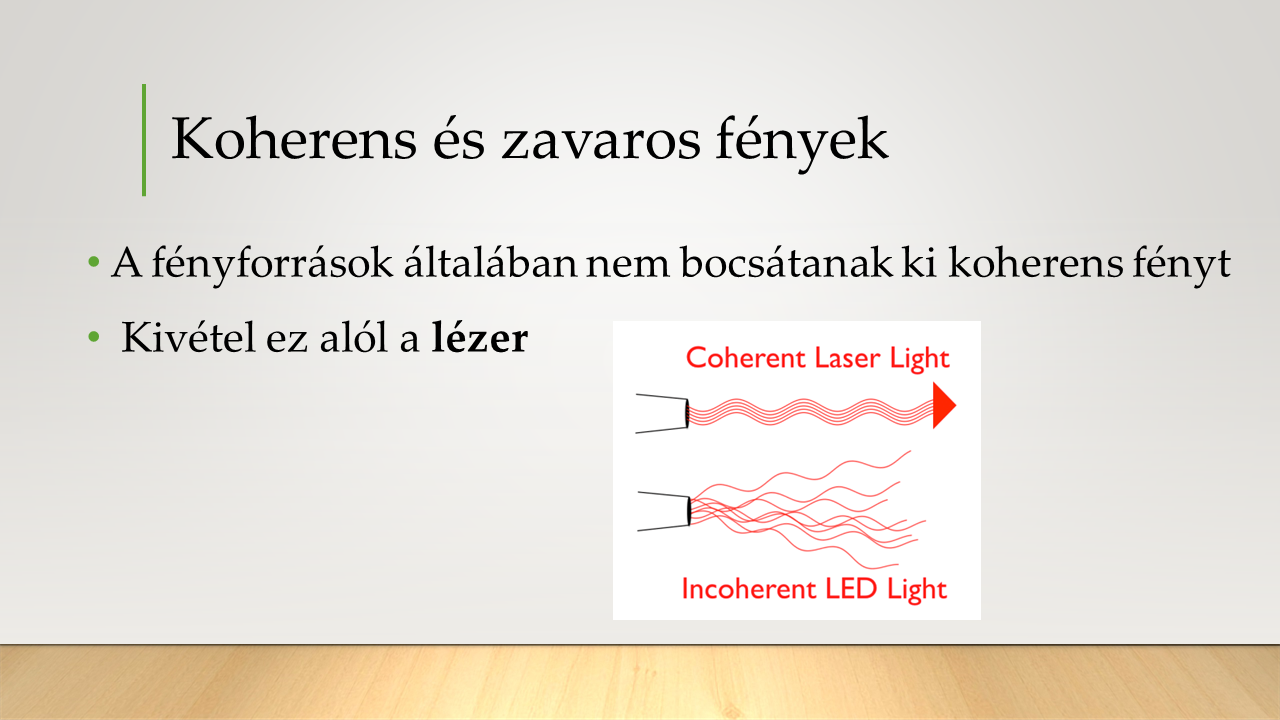 Koherens és zavaros fények
• A fényforrások általában nem bocsátanak ki koherens fényt
• Kivétel ez alól a lézer
Coherent Laser Light
Incoherent LED Light